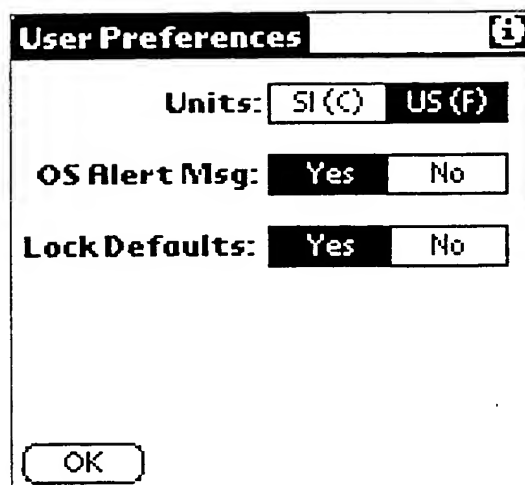 User Preferences i
Units: SI (C) US (F)
OS Alert Msg: Yes No
Lock Defaults: Yes No
OK